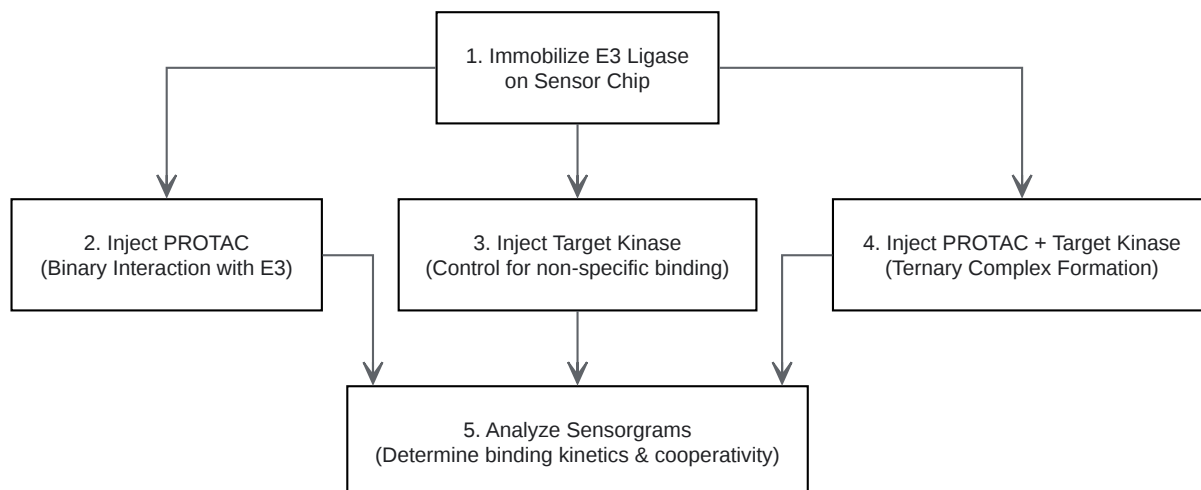 1. Immobilize E3 Ligase
on Sensor Chip
2. Inject PROTAC
(Binary Interaction with E3)
3. Inject Target Kinase
(Control for non-specific binding)
4. Inject PROTAC + Target Kinase
(Ternary Complex Formation)
5. Analyze Sensorgrams
(Determine binding kinetics & cooperativity)